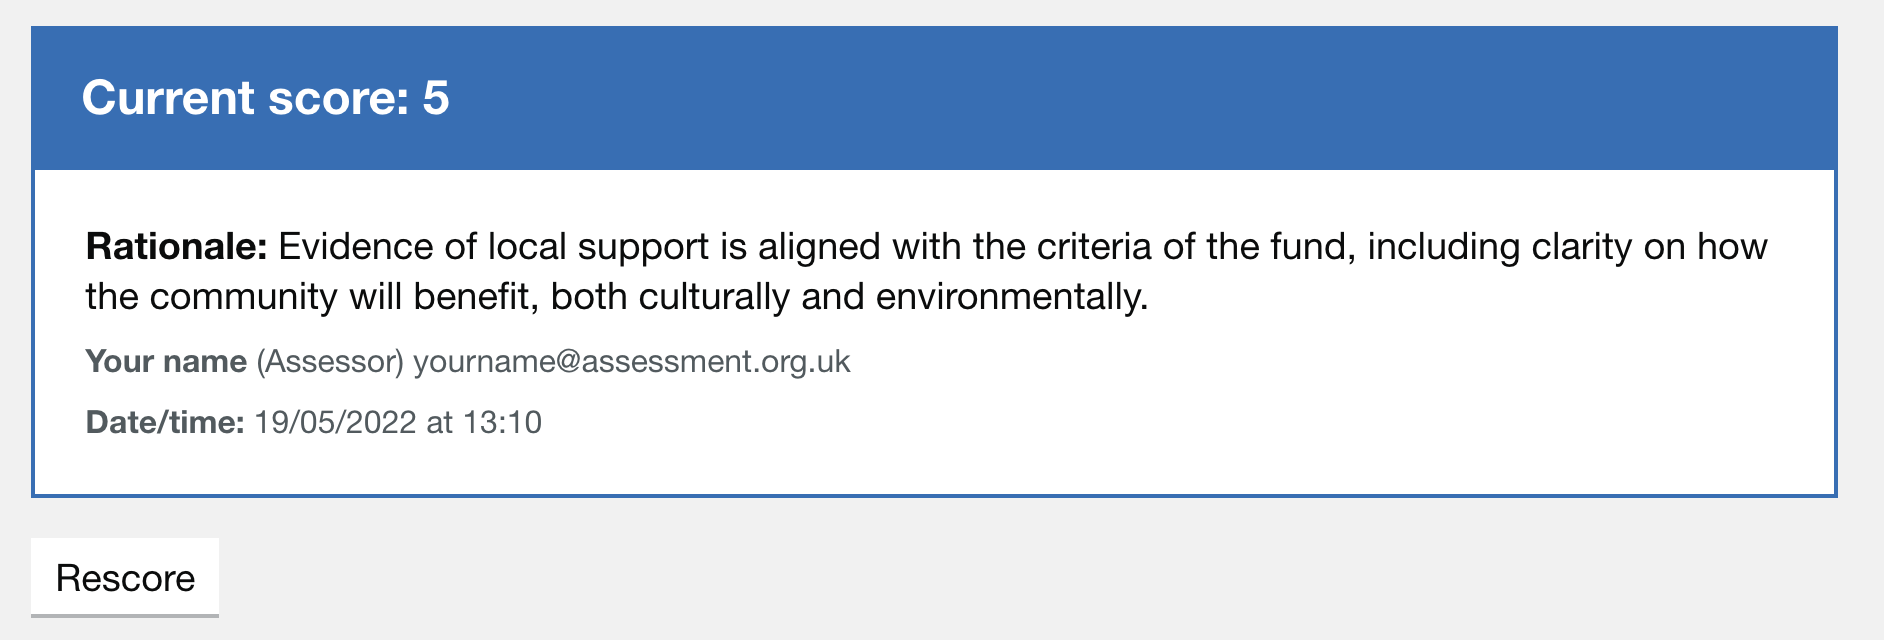 Current score: 5
Rationale: Evidence of local support is aligned with the criteria of the fund, including clarity on how
the community will benefit, both culturally and environmentally.
Your name (Assessor) yourname@assessment.org.uk
Date/time: 19/05/2022 at 13:10
Rescore